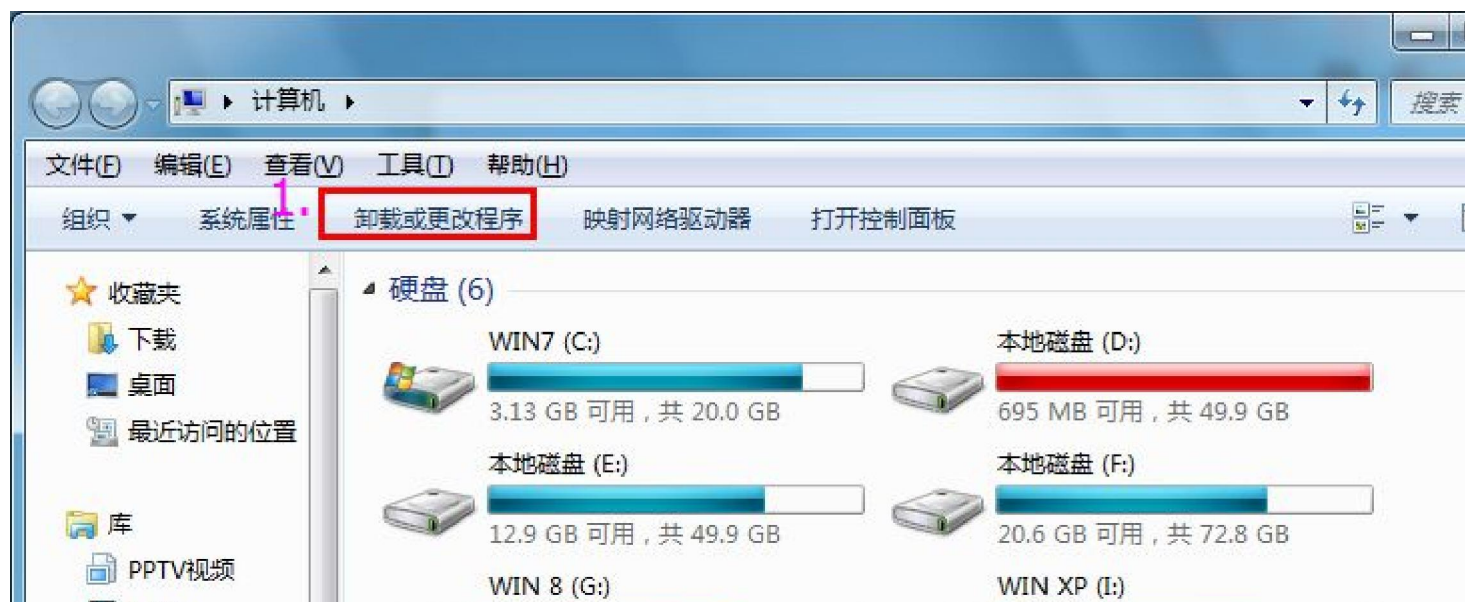 计算机
搜索
文件(F) 编辑(E) 查看(V) 工具(T) 帮助(H)
1.
组织 系统属性 卸载或更改程序 映射网络驱动器 打开控制面板
收藏夹
下载
桌面
最近访问的位置
库
PPTV视频
硬盘 (6)
WIN7 (C:)
3.13 GB 可用，共 20.0 GB
本地磁盘 (D:)
695 MB 可用，共 49.9 GB
本地磁盘 (E:)
12.9 GB 可用，共 49.9 GB
本地磁盘 (F:)
20.6 GB 可用，共 72.8 GB
WIN 8 (G:)
WIN XP (I:)